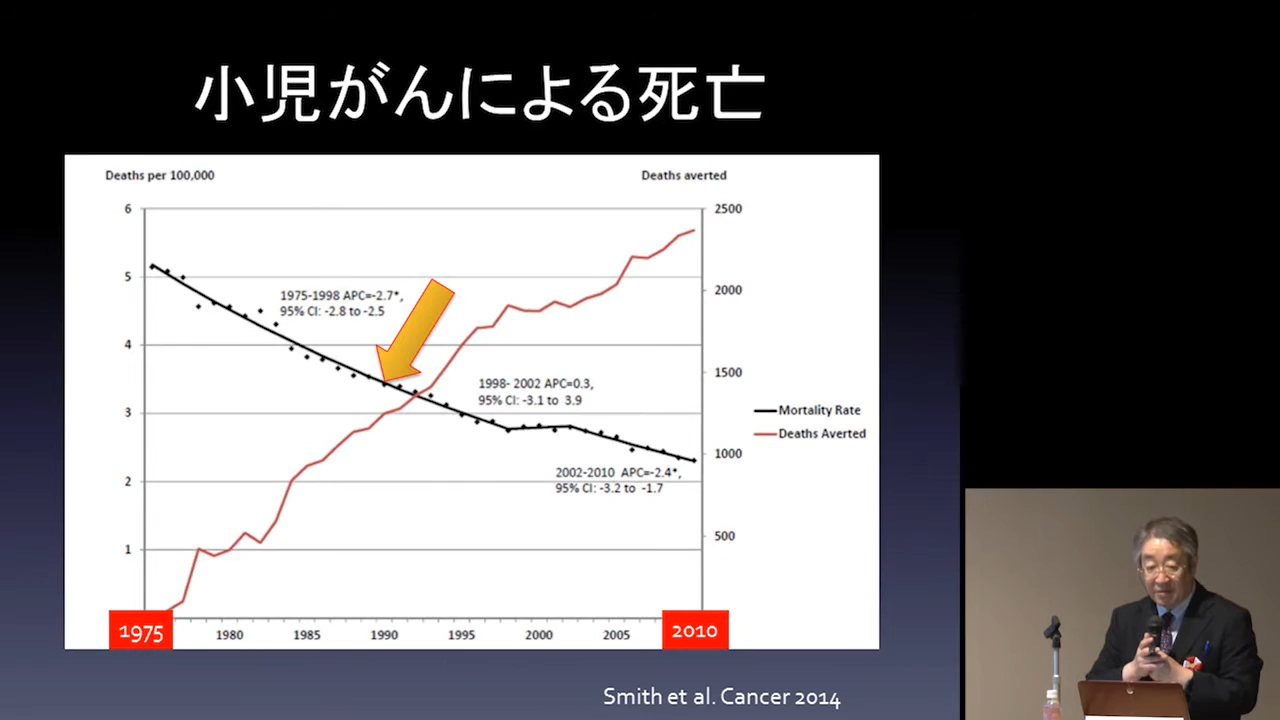 小児がんによる死亡
Deaths per 100,000
Deaths averted
6
5
4
3
2
1
2500
2000
1500
1000
500
1975-1998 APC=-2.7*,
95% CI: -2.8 to -2.5
1998- 2002 APC=0.3,
95% CI: -3.1 to 3.9
2002-2010 APC=-2.4*,
95% CI: -3.2 to -1.7
Mortality Rate
Deaths Averted
1975
1980
1985
1990
1995
2000
2005
2010
Smith et al. Cancer 2014